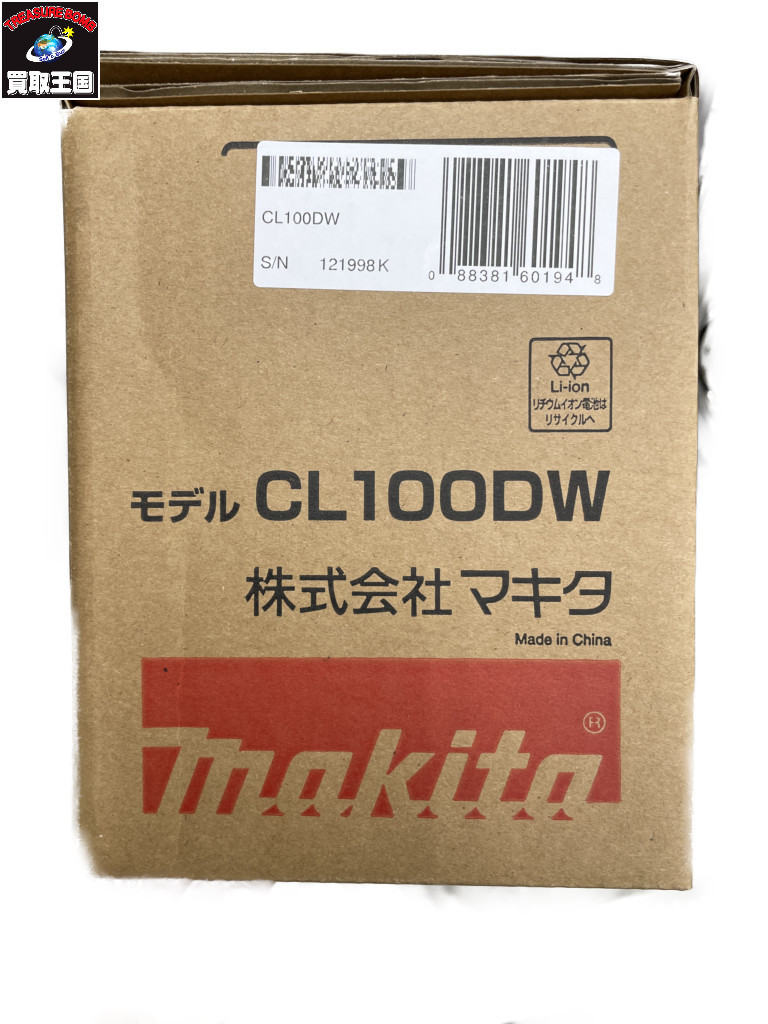 TAKARASUME☆BOMB
買取王国
CL100DW
S/N 121998K
0 88381 60194 8
Li-ion
リチウムイオン電池は
リサイクルへ
モデル CL100DW
株式会社マキタ
Made in China
makita®